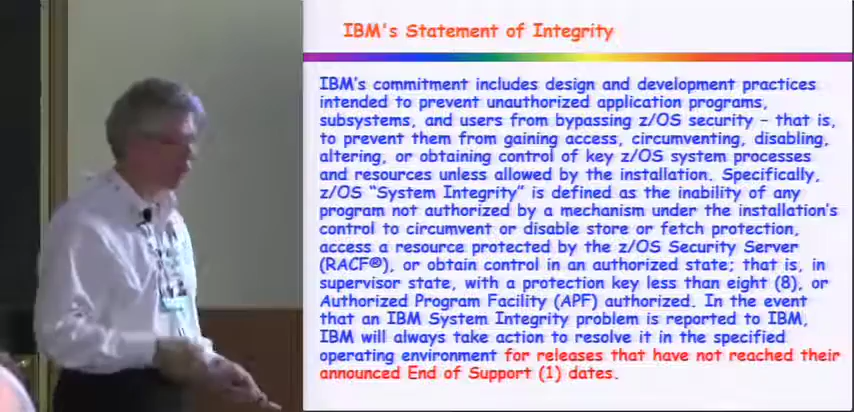 IBM's Statement of Integrity
IBM's commitment includes design and development practices
intended to prevent unauthorized application programs,
subsystems, and users from bypassing z/OS security – that is,
to prevent them from gaining access, circumventing, disabling,
altering, or obtaining control of key z/OS system processes
and resources unless allowed by the installation. Specifically,
z/OS “System Integrity” is defined as the inability of any
program not authorized by a mechanism under the installation's
control to circumvent or disable store or fetch protection,
access a resource protected by the z/OS Security Server
(RACF®), or obtain control in an authorized state; that is, in
supervisor state, with a protection key less than eight (8), or
Authorized Program Facility (APF) authorized. In the event
that an IBM System Integrity problem is reported to IBM,
IBM will always take action to resolve it in the specified
operating environment for releases that have not reached their
announced End of Support (1) dates.